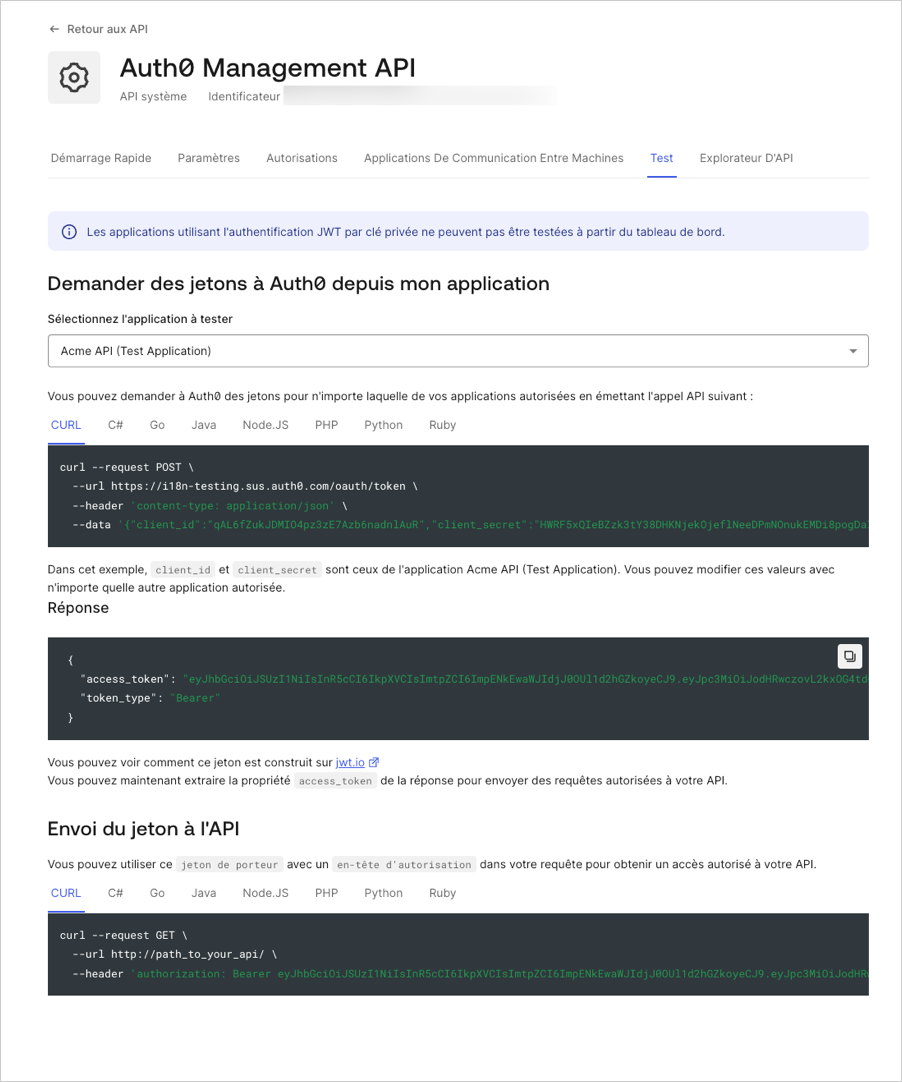 ← Retour aux API
Auth0 Management API
API système Identificateur
Démarrage Rapide Paramètres Autorisations Applications De Communication Entre Machines Test Explorateur D'API
Les applications utilisant l'authentification JWT par clé privée ne peuvent pas être testées à partir du tableau de bord.
Demander des jetons à Auth0 depuis mon application
Sélectionnez l'application à tester
Acme API (Test Application)
Vous pouvez demander à Auth0 des jetons pour n'importe laquelle de vos applications autorisées en émettant l'appel API suivant :
CURL C# Go Java Node.JS PHP Python Ruby
curl --request POST \
--url https://i18n-testing.sus.auth0.com/oauth/token \
--header 'content-type: application/json' \
--data '{"client_id":"qAL6fZukJDMIO4pz3zE7Azb6nadnlAuR","client_secret":"HWRF5xQIeBZzk3tY38DHKNjekOjeflNeeDPmNOnukEMDi8pogDa
Dans cet exemple, client_id et client_secret sont ceux de l'application Acme API (Test Application). Vous pouvez modifier ces valeurs avec
n'importe quelle autre application autorisée.
Réponse
{
"access_token": "eyJhbGciOiJSUzI1NiIsInR5cCI6IkpXVCIsImtpZCI6ImpENkEwaWJIdjJ0OUl1d2hGZkoyeCJ9.eyJpc3MiOiJodHRwczovL2kxOG4td
"token_type": "Bearer"
}
Vous pouvez voir comment ce jeton est construit sur jwt.io
Vous pouvez maintenant extraire la propriété access_token de la réponse pour envoyer des requêtes autorisées à votre API.
Envoi du jeton à l'API
Vous pouvez utiliser ce jeton de porteur avec un en-tête d'autorisation dans votre requête pour obtenir un accès autorisé à votre API.
CURL C# Go Java Node.JS PHP Python Ruby
curl --request GET \
--url http://path_to_your_api/ \
--header 'authorization: Bearer eyJhbGciOiJSUzI1NiIsInR5cCI6IkpXVCIsImtpZCI6ImpENkEwaWJIdjJ0OUl1d2hGZkoyeCJ9.eyJpc3MiOiJodHR